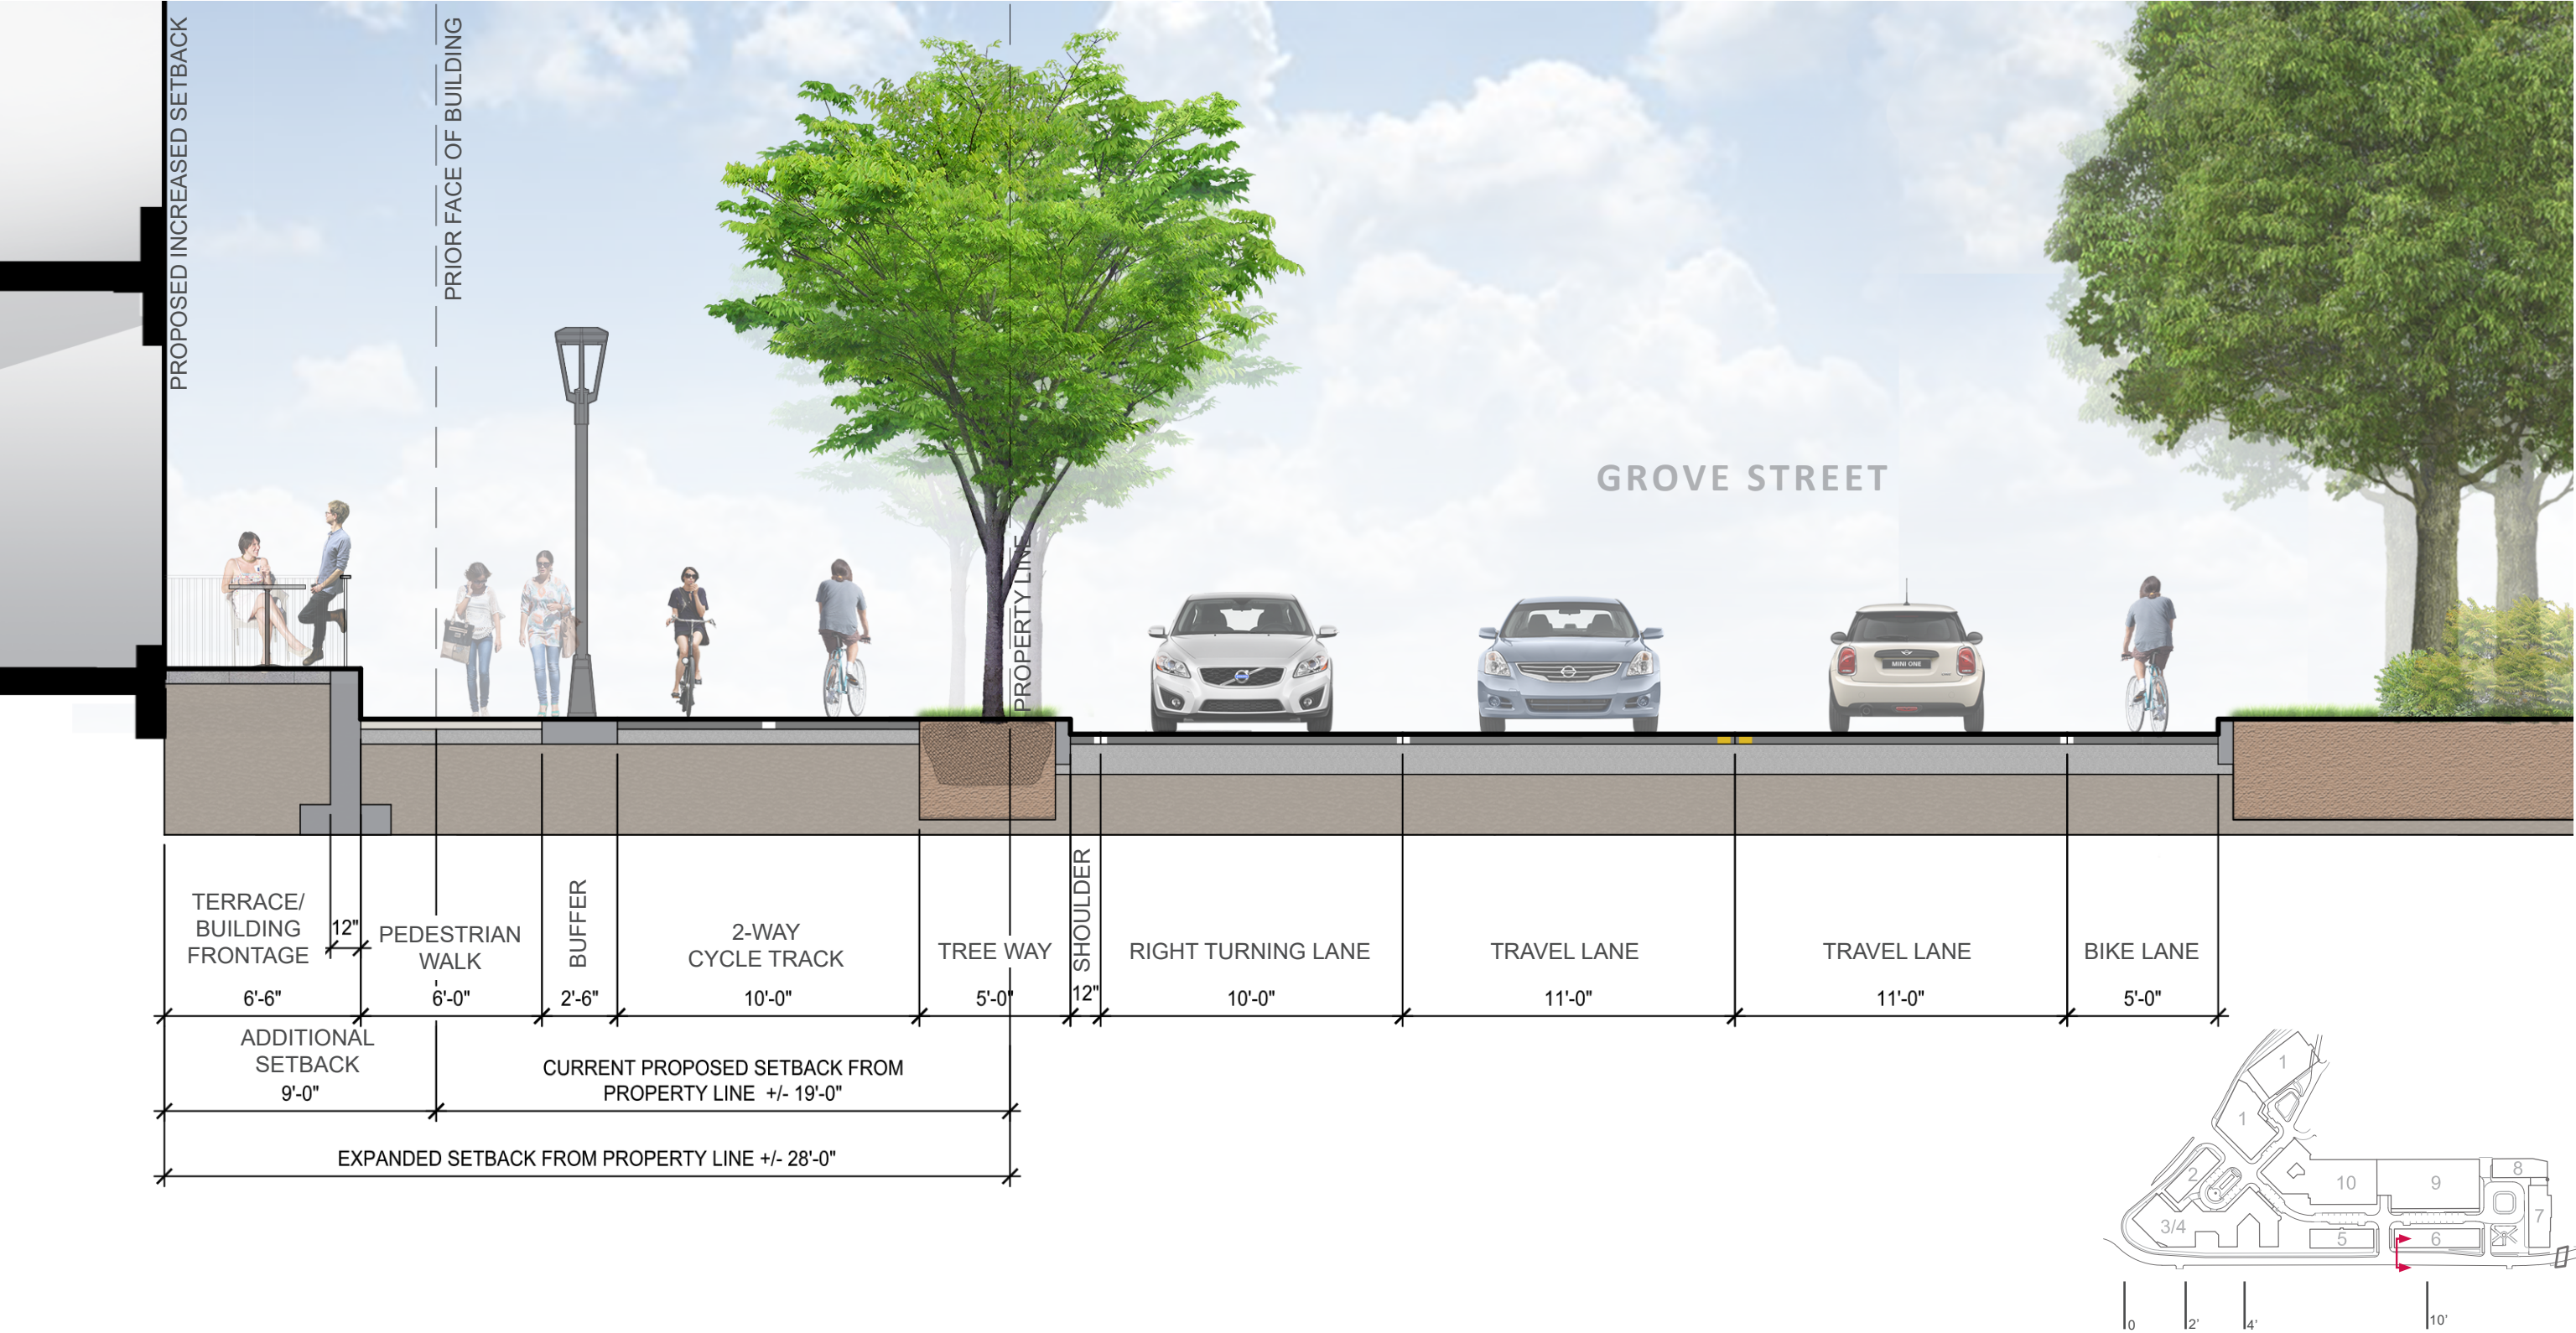 PROPOSED INCREASED SETBACK
PRIOR FACE OF BUILDING
PROPERTY LINE
GROVE STREET
MINI ONE
TERRACE/
BUILDING
FRONTAGE
12"
6'-6"
PEDESTRIAN
WALK
6'-0"
BUFFER
2'-6"
2-WAY
CYCLE TRACK
10'-0"
TREE WAY
5'-0"
SHOULDER
12"
RIGHT TURNING LANE
10'-0"
TRAVEL LANE
11'-0"
TRAVEL LANE
11'-0"
BIKE LANE
5'-0"
ADDITIONAL
SETBACK
9'-0"
CURRENT PROPOSED SETBACK FROM
PROPERTY LINE +/- 19'-0"
EXPANDED SETBACK FROM PROPERTY LINE +/- 28'-0"
1
1
2
3/4
10
9
8
7
5
6
0
2'
4'
10'